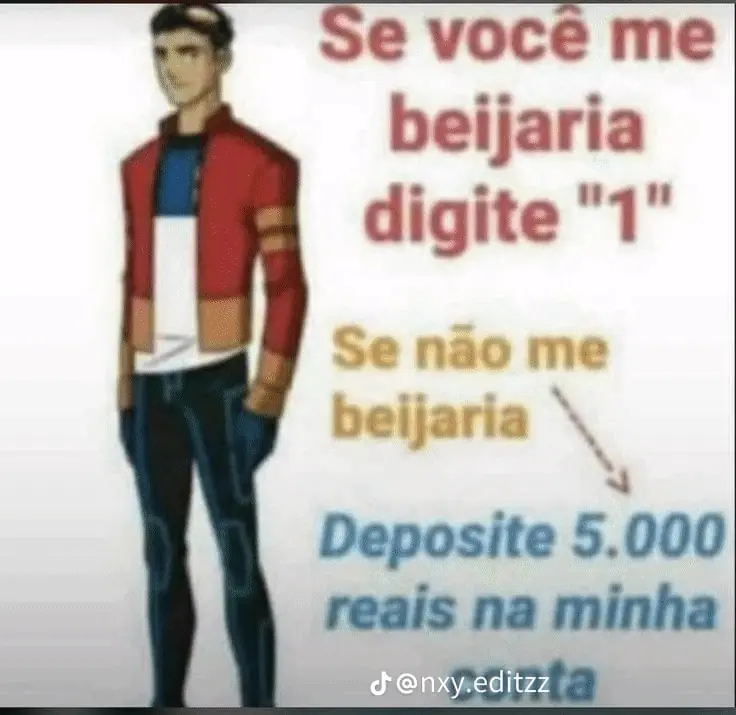 Se você me
beijaria
digite "1"
Se não me
beijaria
Deposite 5.000
reais na minha
conta
@nxy.editzz